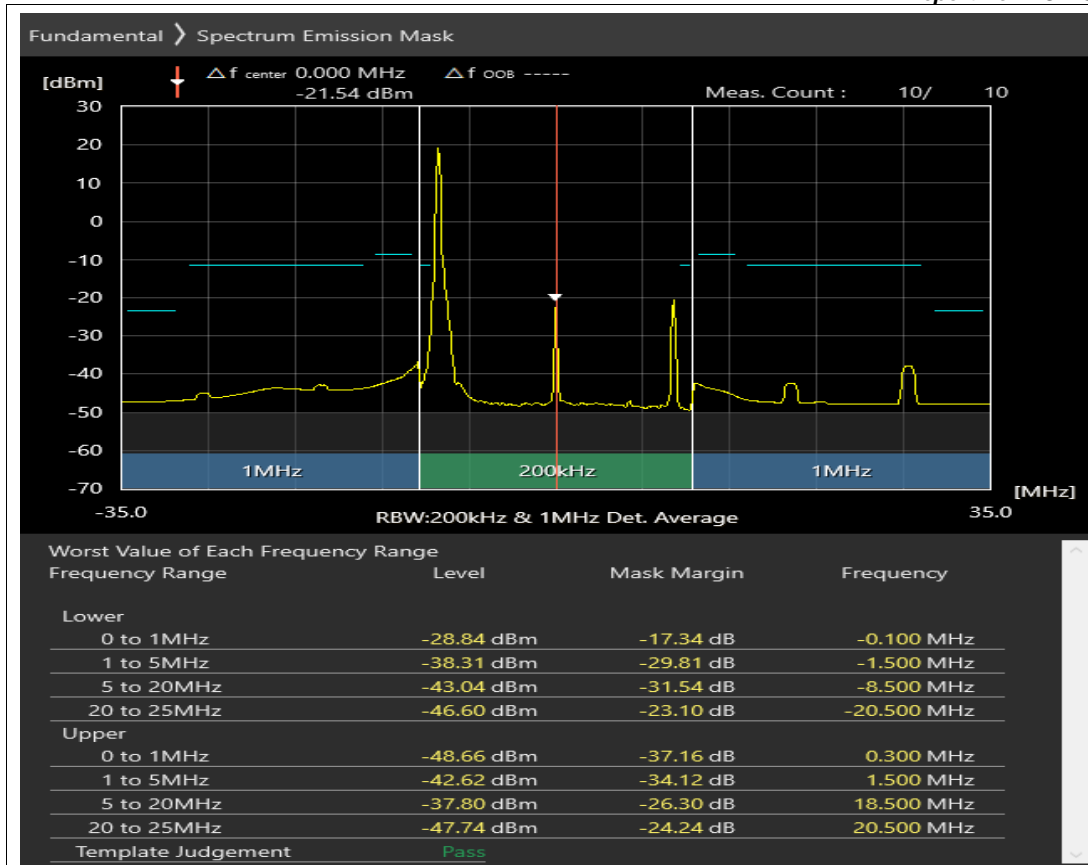 Fundamental ❯ Spectrum Emission Mask
[dBm] △f center 0.000 MHz △f OOB -----
-21.54 dBm Meas. Count : 10/ 10
30
20
10
0
-10
-20
-30
-40
-50
-60
-70
1MHz 200kHz 1MHz
[MHz]
-35.0 RBW:200kHz & 1MHz Det. Average 35.0
Worst Value of Each Frequency Range
Frequency Range Level Mask Margin Frequency
Lower
0 to 1MHz -28.84 dBm -17.34 dB -0.100 MHz
1 to 5MHz -38.31 dBm -29.81 dB -1.500 MHz
5 to 20MHz -43.04 dBm -31.54 dB -8.500 MHz
20 to 25MHz -46.60 dBm -23.10 dB -20.500 MHz
Upper
0 to 1MHz -48.66 dBm -37.16 dB 0.300 MHz
1 to 5MHz -42.62 dBm -34.12 dB 1.500 MHz
5 to 20MHz -37.80 dBm -26.30 dB 18.500 MHz
20 to 25MHz -47.74 dBm -24.24 dB 20.500 MHz
Template Judgement Pass